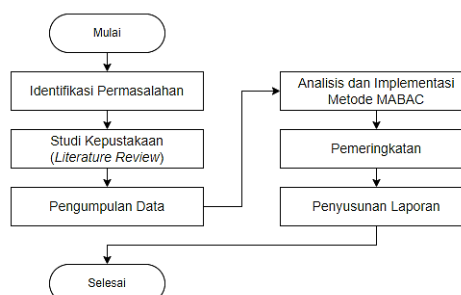 Mulai
Identifikasi Permasalahan
Studi Kepustakaan
(Literature Review)
Pengumpulan Data
Analisis dan Implementasi
Metode MABAC
Pemeringkatan
Penyusunan Laporan
Selesai